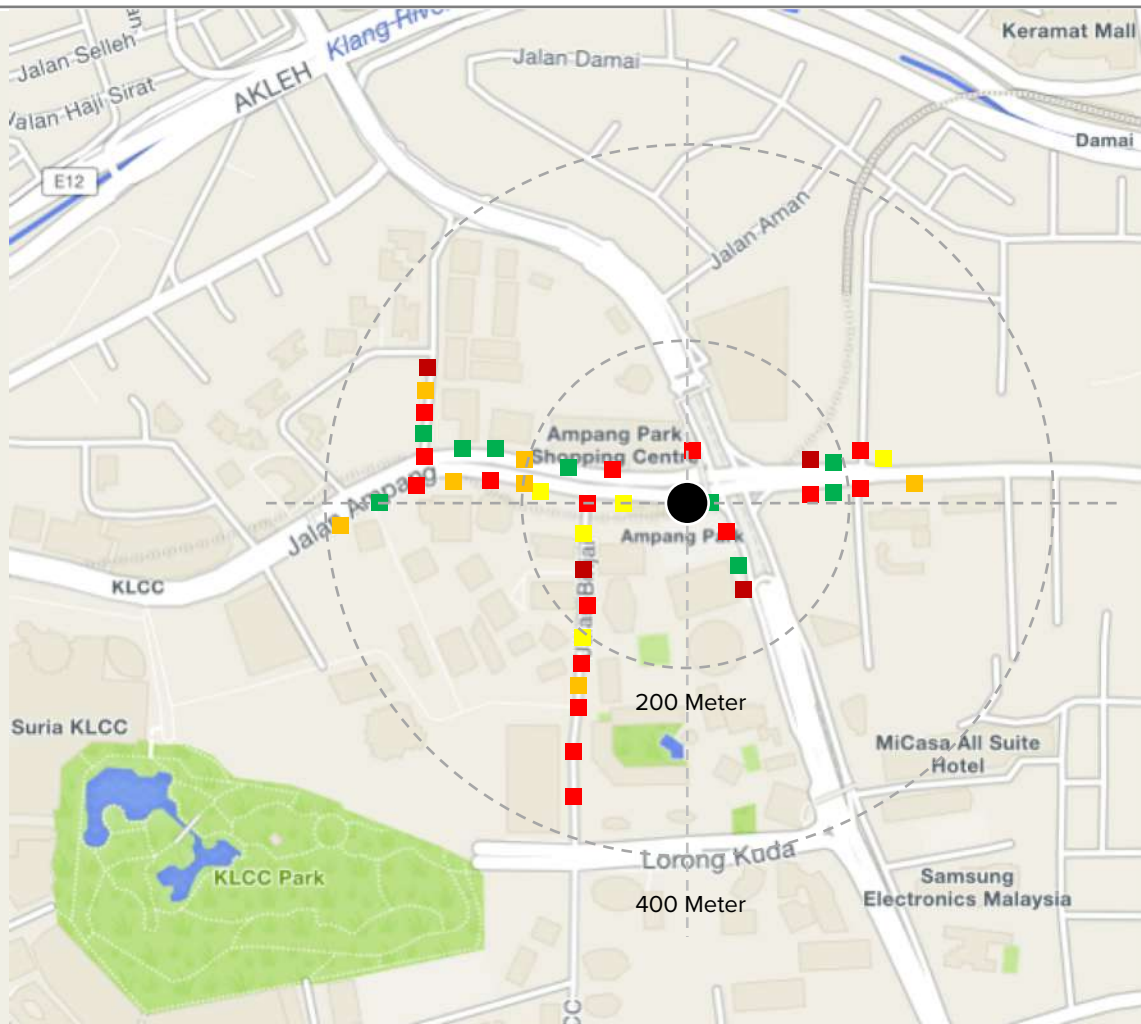 Klang River
Keramat Mall
Jalan Selleh
Jalan Damai
AKLEH
Jalan Haji Sirat
Damai
E12
Jalan Aman
Ampang Park
Shopping Centre
Jalan Ampang
Ampang Park
KLCC
200 Meter
Suria KLCC
MiCasa All Suite
Hotel
Lorong Kuda
KLCC Park
Samsung
Electronics Malaysia
400 Meter